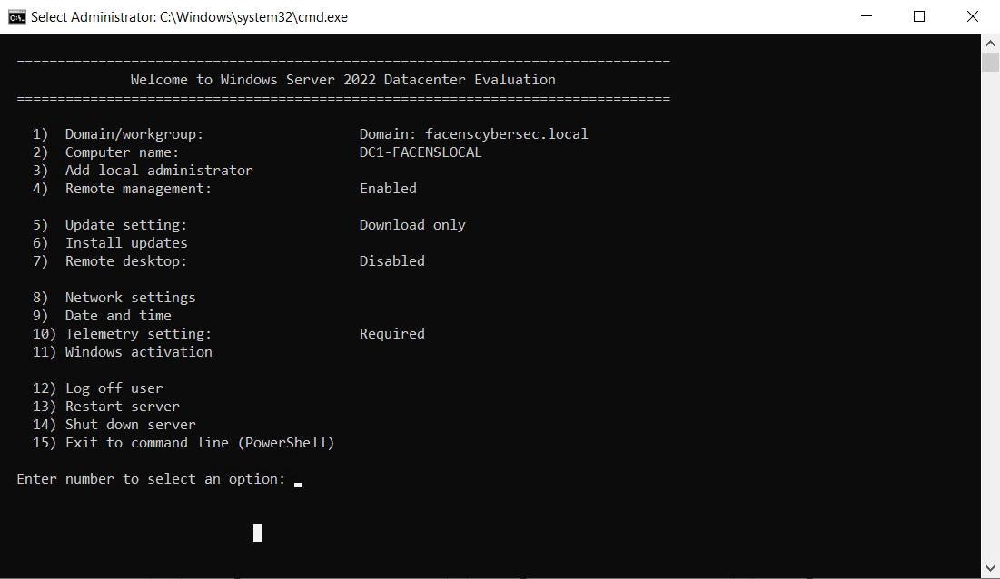 Select Administrator: C:\Windows\system32\cmd.exe
================================================================================
Welcome to Windows Server 2022 Datacenter Evaluation
================================================================================
1) Domain/workgroup: Domain: facenscybersec.local
2) Computer name: DC1-FACENSLOCAL
3) Add local administrator
4) Remote management: Enabled
5) Update setting: Download only
6) Install updates
7) Remote desktop: Disabled
8) Network settings
9) Date and time
10) Telemetry setting: Required
11) Windows activation
12) Log off user
13) Restart server
14) Shut down server
15) Exit to command line (PowerShell)
Enter number to select an option: